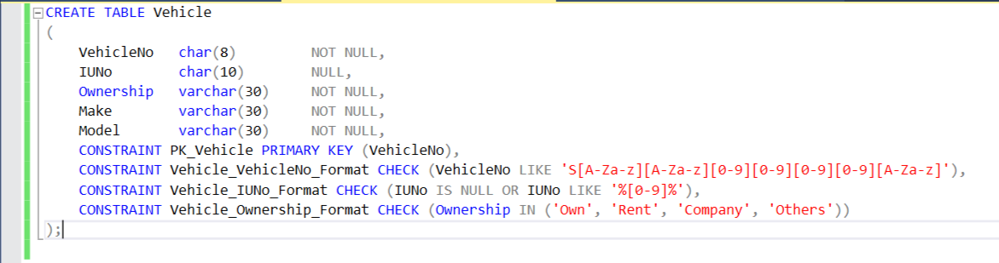 CREATE TABLE Vehicle
(
VehicleNo char(8) NOT NULL,
IUNo char(10) NULL,
Ownership varchar(30) NOT NULL,
Make varchar(30) NOT NULL,
Model varchar(30) NOT NULL,
CONSTRAINT PK_Vehicle PRIMARY KEY (VehicleNo),
CONSTRAINT Vehicle_VehicleNo_Format CHECK (VehicleNo LIKE 'S[A-Za-z][A-Za-z][0-9][0-9][0-9][0-9][A-Za-z]'),
CONSTRAINT Vehicle_IUNo_Format CHECK (IUNo IS NULL OR IUNo LIKE '%[0-9]%'),
CONSTRAINT Vehicle_Ownership_Format CHECK (Ownership IN ('Own', 'Rent', 'Company', 'Others'))
);